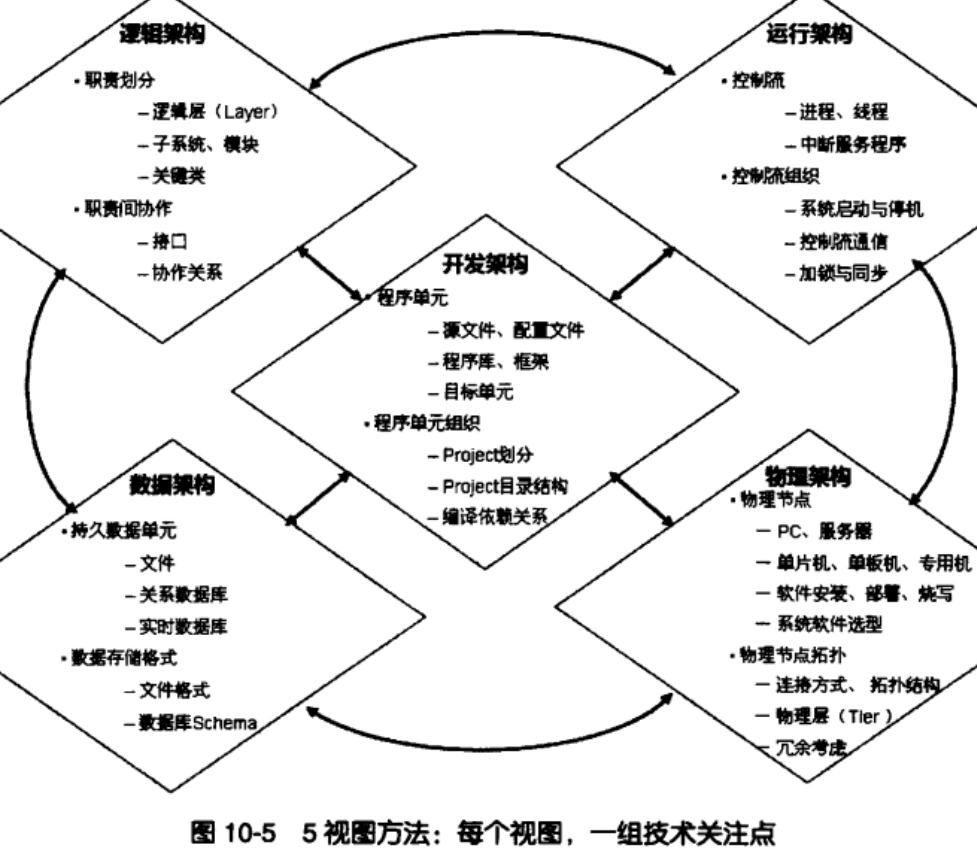 逻辑架构
• 职责划分
– 逻辑层（Layer）
– 子系统、模块
– 关键类
• 职责间协作
– 接口
– 协作关系
运行架构
• 控制流
– 进程、线程
– 中断服务程序
• 控制流组织
– 系统启动与停机
– 控制流通信
– 加锁与同步
开发架构
• 程序单元
– 源文件、配置文件
– 程序库、框架
– 目标单元
• 程序单元组织
– Project划分
– Project目录结构
– 编译依赖关系
数据架构
• 持久数据单元
– 文件
– 关系数据库
– 实时数据库
• 数据存储格式
– 文件格式
– 数据库Schema
物理架构
• 物理节点
— PC、服务器
— 单片机、单板机、专用机
— 软件安装、部署、烧写
— 系统软件选型
• 物理节点拓扑
— 连接方式、拓扑结构
— 物理层（Tier）
— 冗余考虑
图 10-5 5 视图方法：每个视图，一组技术关注点